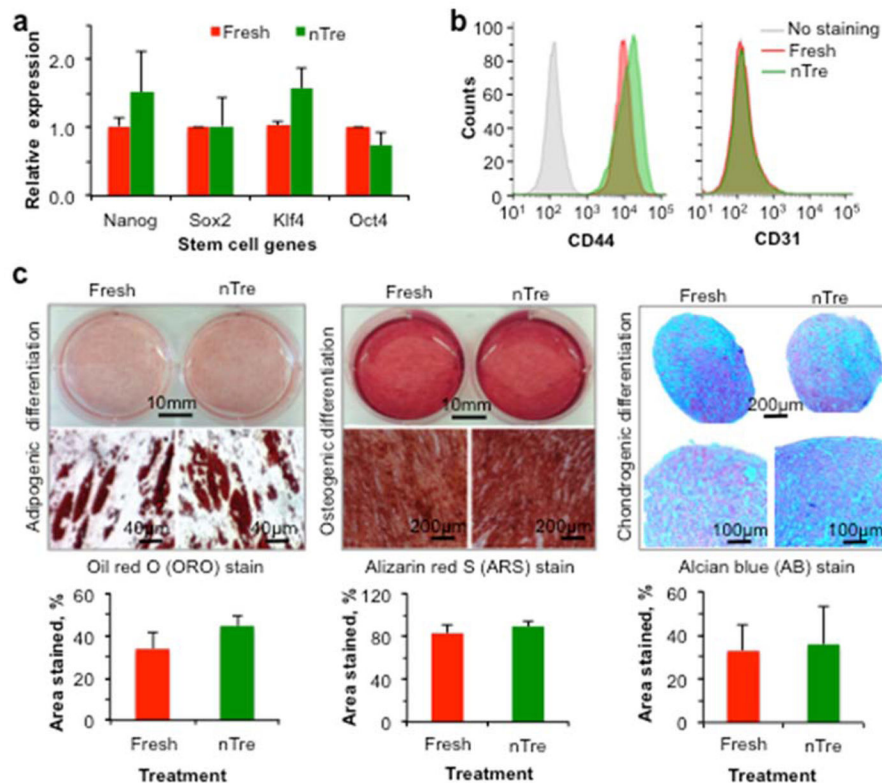 a
Fresh nTre
Relative expression
2.0
1.0
0.0
Nanog Sox2 Klf4 Oct4
Stem cell genes
b
No staining
Fresh
nTre
Counts
100
80
60
40
20
0
10¹ 10² 10³ 10⁴ 10⁵
CD44
10¹ 10² 10³ 10⁴ 10⁵
CD31
c
Adipogenic differentiation
Fresh nTre
10mm
40µm 40µm
Oil red O (ORO) stain
Osteogenic differentiation
Fresh nTre
10mm
200µm 200µm
Alizarin red S (ARS) stain
Chondrogenic differentiation
Fresh nTre
200µm
100µm 100µm
Alcian blue (AB) stain
Area stained, %
60
40
20
0
Fresh nTre
Treatment
Area stained, %
120
80
40
0
Fresh nTre
Treatment
Area stained, %
60
40
20
0
Fresh nTre
Treatment